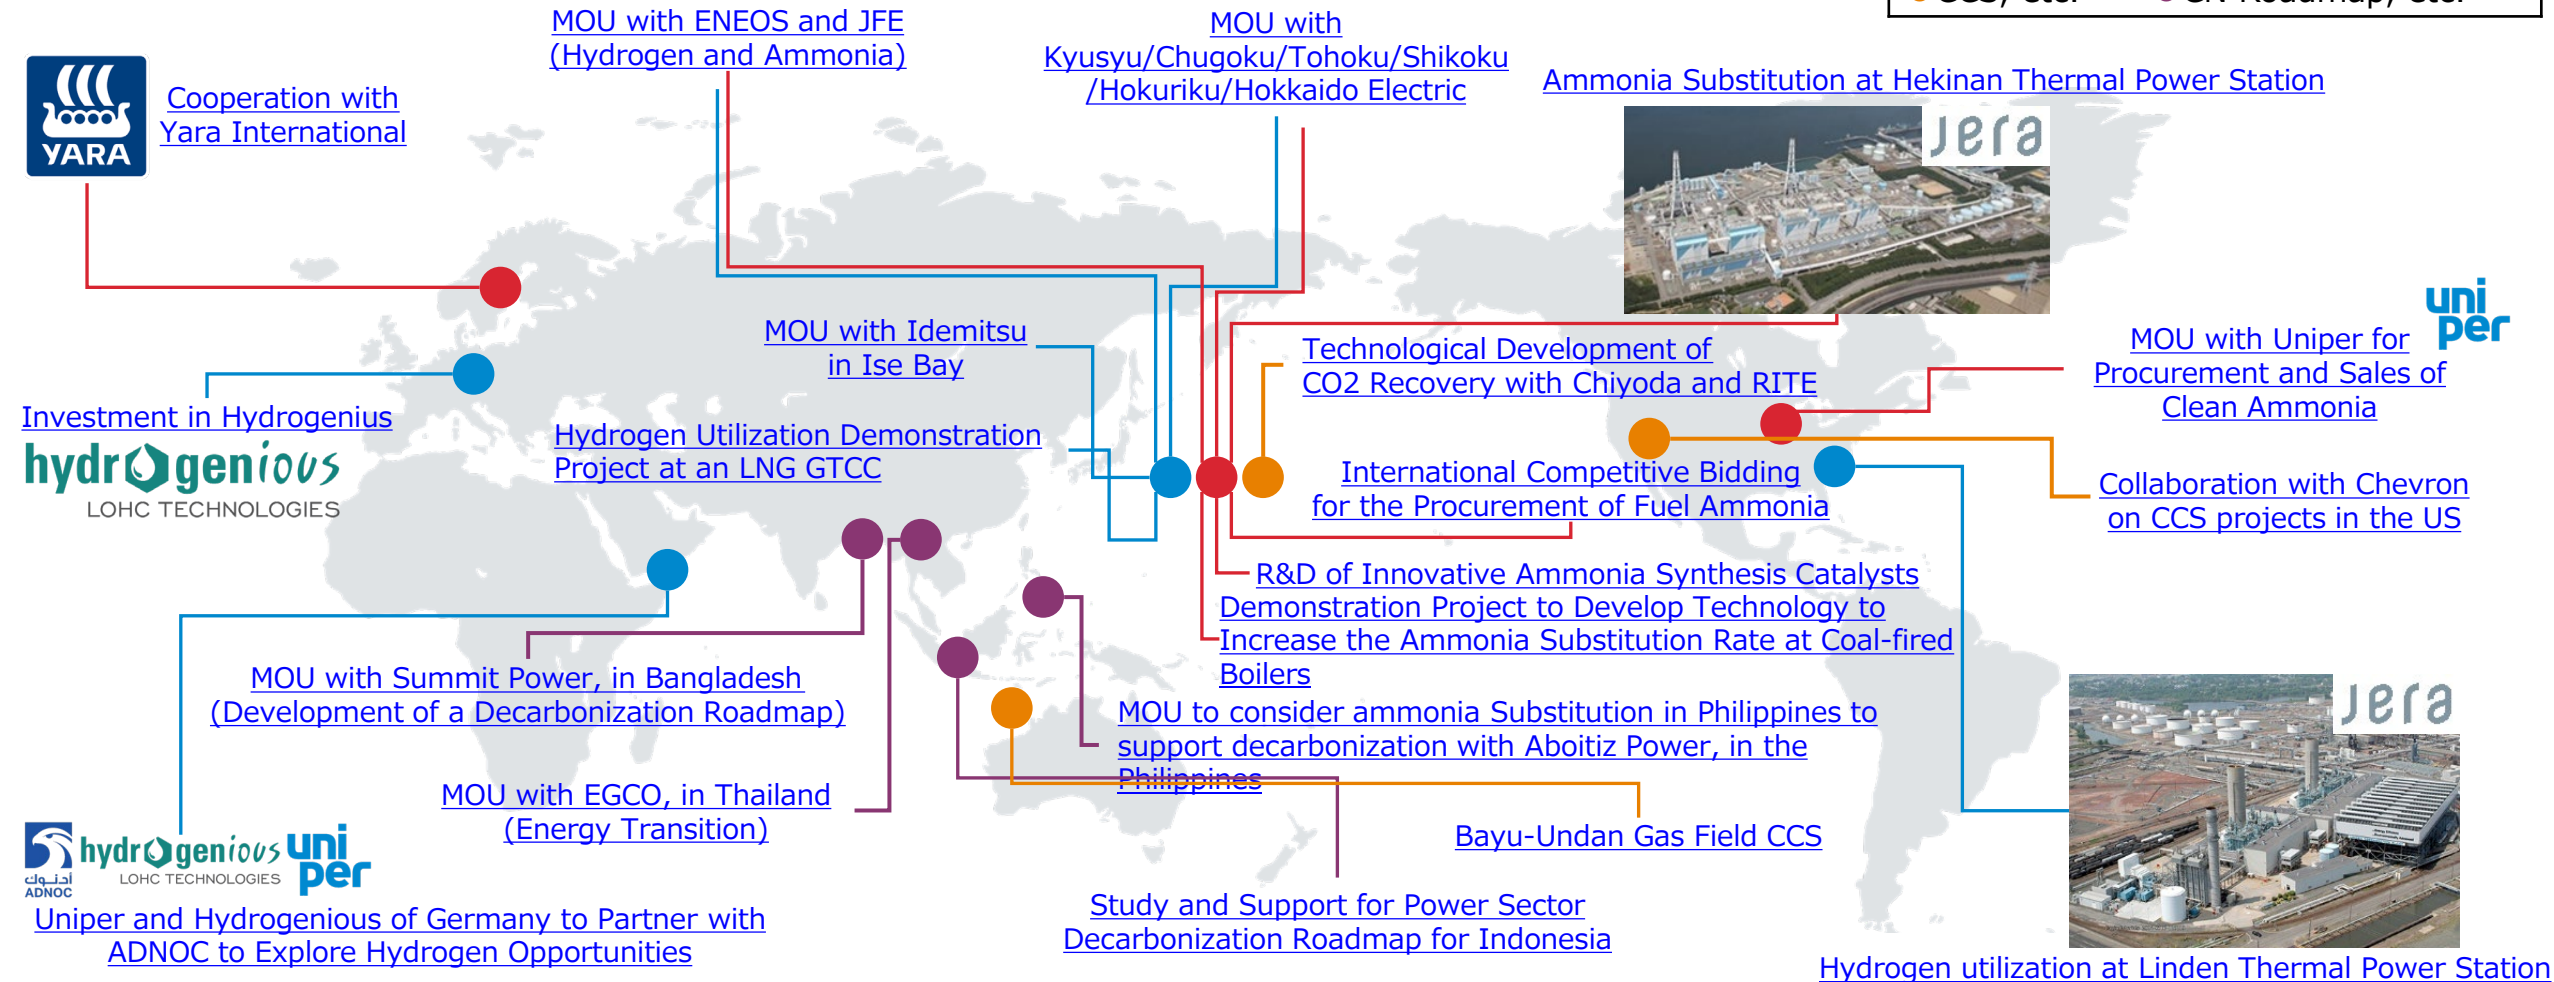 CCS, etc.
CN Roadmap, etc.
MOU with ENEOS and JFE
(Hydrogen and Ammonia)
MOU with
Kyusyu/Chugoku/Tohoku/Shikoku
/Hokuriku/Hokkaido Electric
Ammonia Substitution at Hekinan Thermal Power Station
Jera
YARA
Cooperation with
Yara International
MOU with Idemitsu
in Ise Bay
Technological Development of
CO2 Recovery with Chiyoda and RITE
uni
per
MOU with Uniper for
Procurement and Sales of
Clean Ammonia
Investment in Hydrogenius
hydrogenious
LOHC TECHNOLOGIES
Hydrogen Utilization Demonstration
Project at an LNG GTCC
International Competitive Bidding
for the Procurement of Fuel Ammonia
Collaboration with Chevron
on CCS projects in the US
R&D of Innovative Ammonia Synthesis Catalysts
Demonstration Project to Develop Technology to
Increase the Ammonia Substitution Rate at Coal-fired
Boilers
MOU with Summit Power, in Bangladesh
(Development of a Decarbonization Roadmap)
MOU to consider ammonia Substitution in Philippines to
support decarbonization with Aboitiz Power, in the
Philippines
Jera
MOU with EGCO, in Thailand
(Energy Transition)
Bayu-Undan Gas Field CCS
أدنوك
ADNOC
hydrogenious
LOHC TECHNOLOGIES
uni
per
Uniper and Hydrogenious of Germany to Partner with
ADNOC to Explore Hydrogen Opportunities
Study and Support for Power Sector
Decarbonization Roadmap for Indonesia
Hydrogen utilization at Linden Thermal Power Station